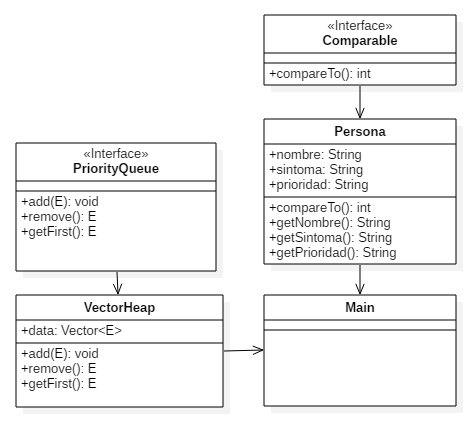 «Interface»
Comparable
+compareTo(): int
Persona
+nombre: String
+sintoma: String
+prioridad: String
+compareTo(): int
+getNombre(): String
+getSintoma(): String
+getPrioridad(): String
«Interface»
PriorityQueue
+add(E): void
+remove(): E
+getFirst(): E
VectorHeap
+data: Vector<E>
+add(E): void
+remove(): E
+getFirst(): E
Main